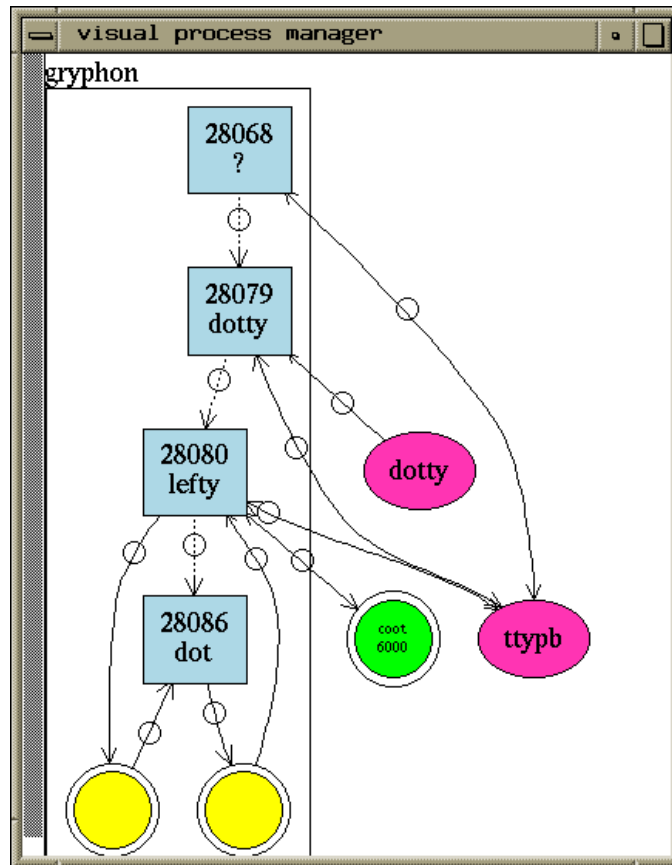 visual process manager
gryphon
28068
?
28079
dotty
28080
lefty
dotty
28086
dot
coot
6000
ttypb